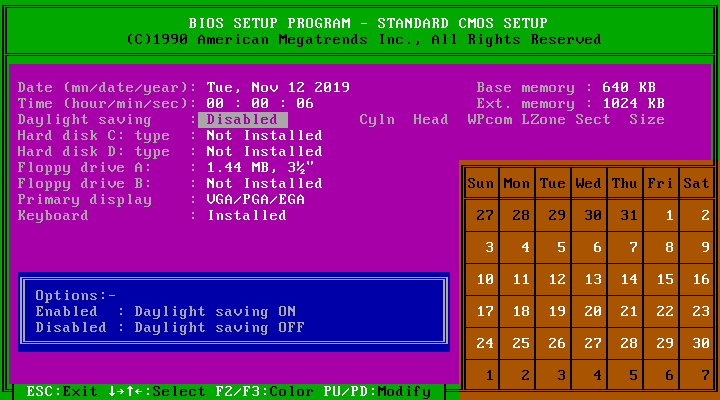 BIOS SETUP PROGRAM - STANDARD CMOS SETUP
(C)1990 American Megatrends Inc., All Rights Reserved
Date (mn/date/year): Tue, Nov 12 2019 Base memory : 640 KB
Time (hour/min/sec): 00 : 00 : 06 Ext. memory : 1024 KB
Daylight saving : Disabled Cyln Head WPcom LZone Sect Size
Hard disk C: type : Not Installed
Hard disk D: type : Not Installed
Floppy drive A: : 1.44 MB, 3½"
Floppy drive B: : Not Installed
Primary display : VGA/PGA/EGA
Keyboard : Installed
Sun Mon Tue Wed Thu Fri Sat
27 28 29 30 31 1 2
3 4 5 6 7 8 9
10 11 12 13 14 15 16
17 18 19 20 21 22 23
24 25 26 27 28 29 30
1 2 3 4 5 6 7
Options:-
Enabled : Daylight saving ON
Disabled : Daylight saving OFF
ESC:Exit ↓→↑←:Select F2/F3:Color PU/PD:Modify